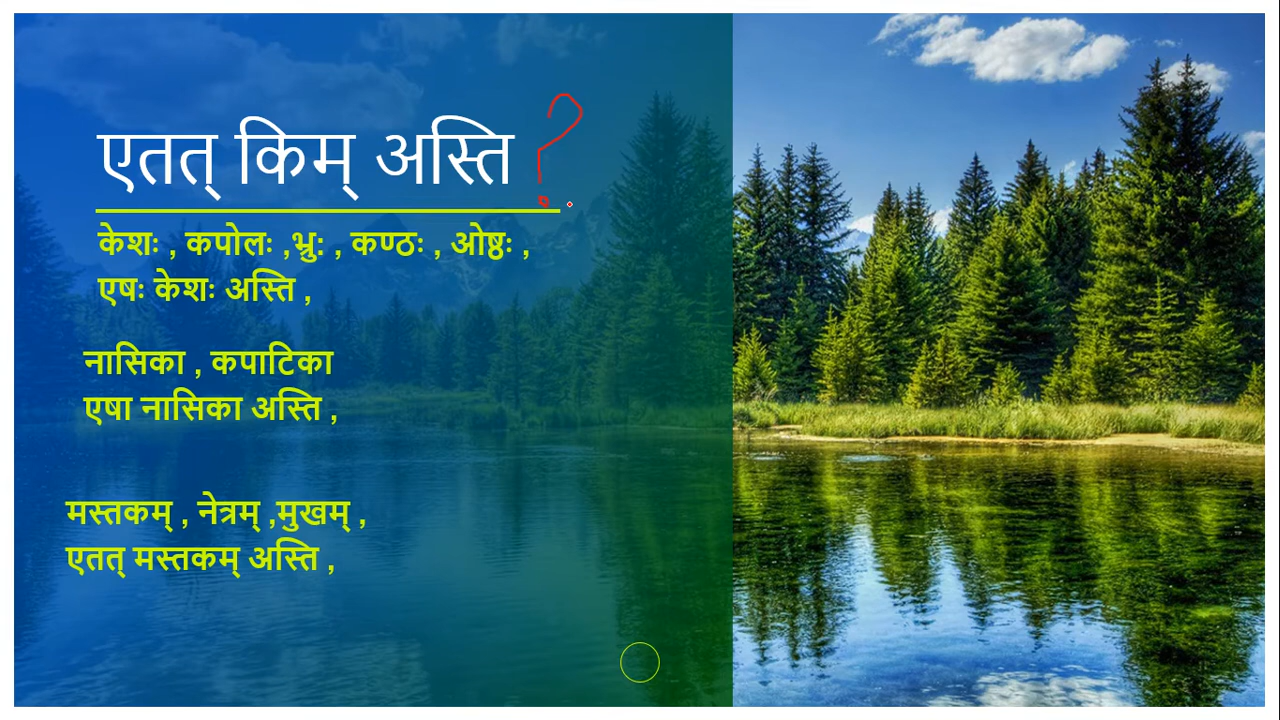 एतत् किम् अस्ति ?
केशः , कपोलः ,भ्रु: , कण्ठः , ओष्ठः ,
एषः केशः अस्ति ,
नासिका , कपाटिका
एषा नासिका अस्ति ,
मस्तकम् , नेत्रम् ,मुखम् ,
एतत् मस्तकम् अस्ति ,